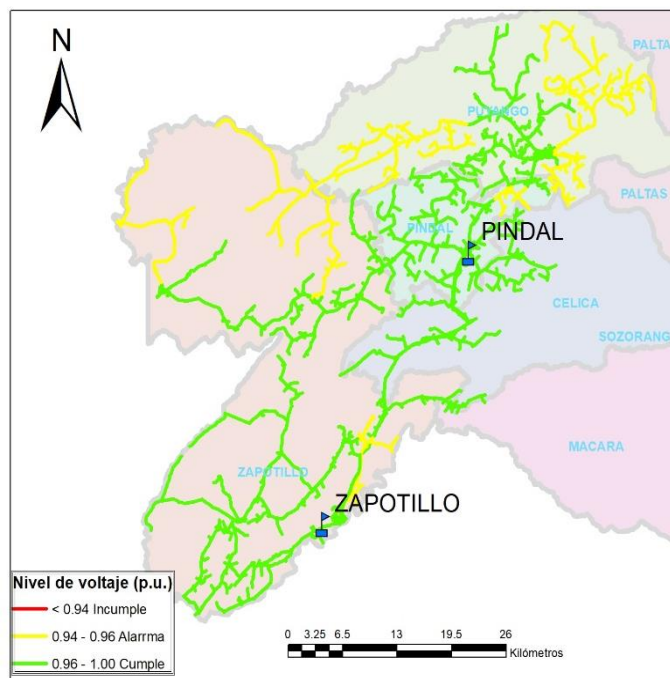 N
PALTA
PUYANGO
PALTAS
PINDAL
PINDAL
CELICA
SOZORANG
MACARA
ZAPOTILLO
ZAPOTILLO
Nivel de voltaje (p.u.)
< 0.94 Incumple
0.94 - 0.96 Alarrma
0.96 - 1.00 Cumple
0 3.25 6.5 13 19.5 26
Kilómetros